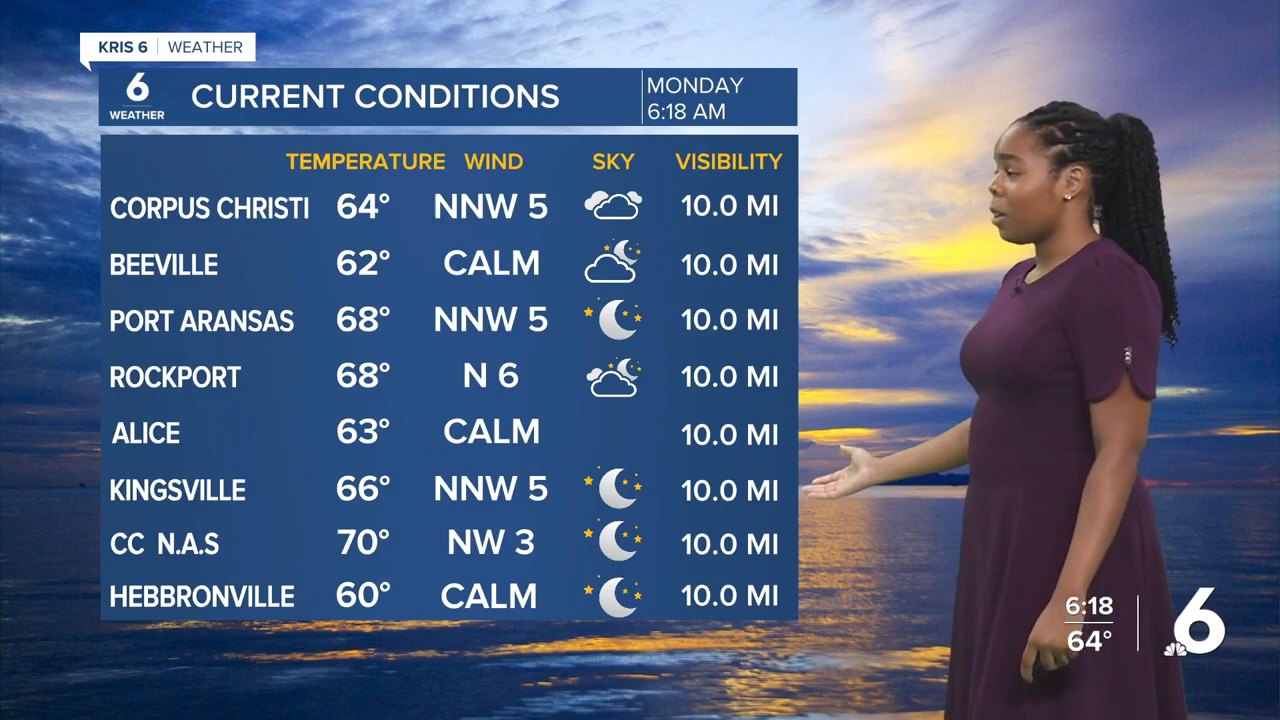 KRIS 6 WEATHER
6
WEATHER
CURRENT CONDITIONS
MONDAY
6:18 AM
TEMPERATURE WIND SKY VISIBILITY
CORPUS CHRISTI 64° NNW 5 10.0 MI
BEEVILLE 62° CALM 10.0 MI
PORT ARANSAS 68° NNW 5 10.0 MI
ROCKPORT 68° N 6 10.0 MI
ALICE 63° CALM 10.0 MI
KINGSVILLE 66° NNW 5 10.0 MI
CC N.A.S 70° NW 3 10.0 MI
HEBBRONVILLE 60° CALM 10.0 MI
6:18
64°
6